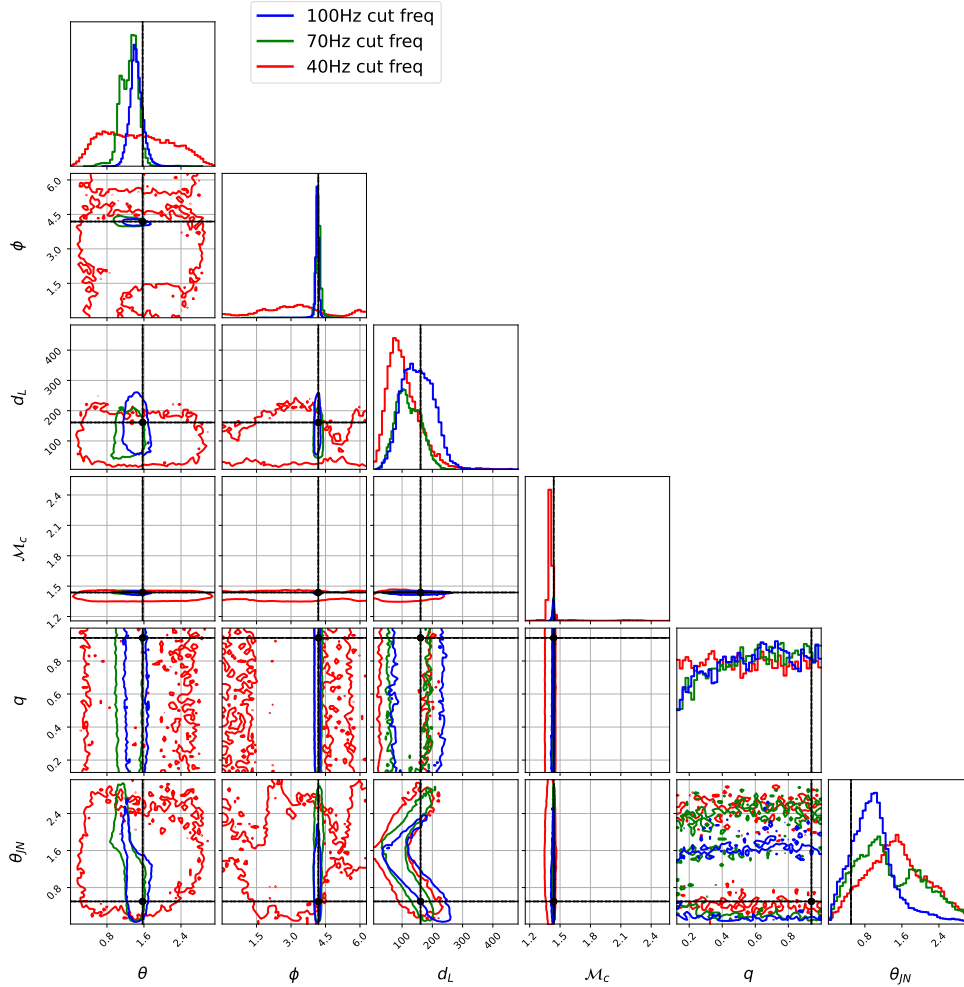 100Hz cut freq
70Hz cut freq
40Hz cut freq
ϕ
6.0
4.5
3.0
1.5
d_L
400
300
200
100
ℳ_c
2.4
2.1
1.8
1.5
1.2
q
0.8
0.6
0.4
0.2
θ_JN
2.4
1.6
0.8
0.8 1.6 2.4 1.5 3.0 4.5 6.0 100 200 300 400 1.2 1.5 1.8 2.1 2.4 0.2 0.4 0.6 0.8 0.8 1.6 2.4
θ ϕ d_L ℳ_c q θ_JN